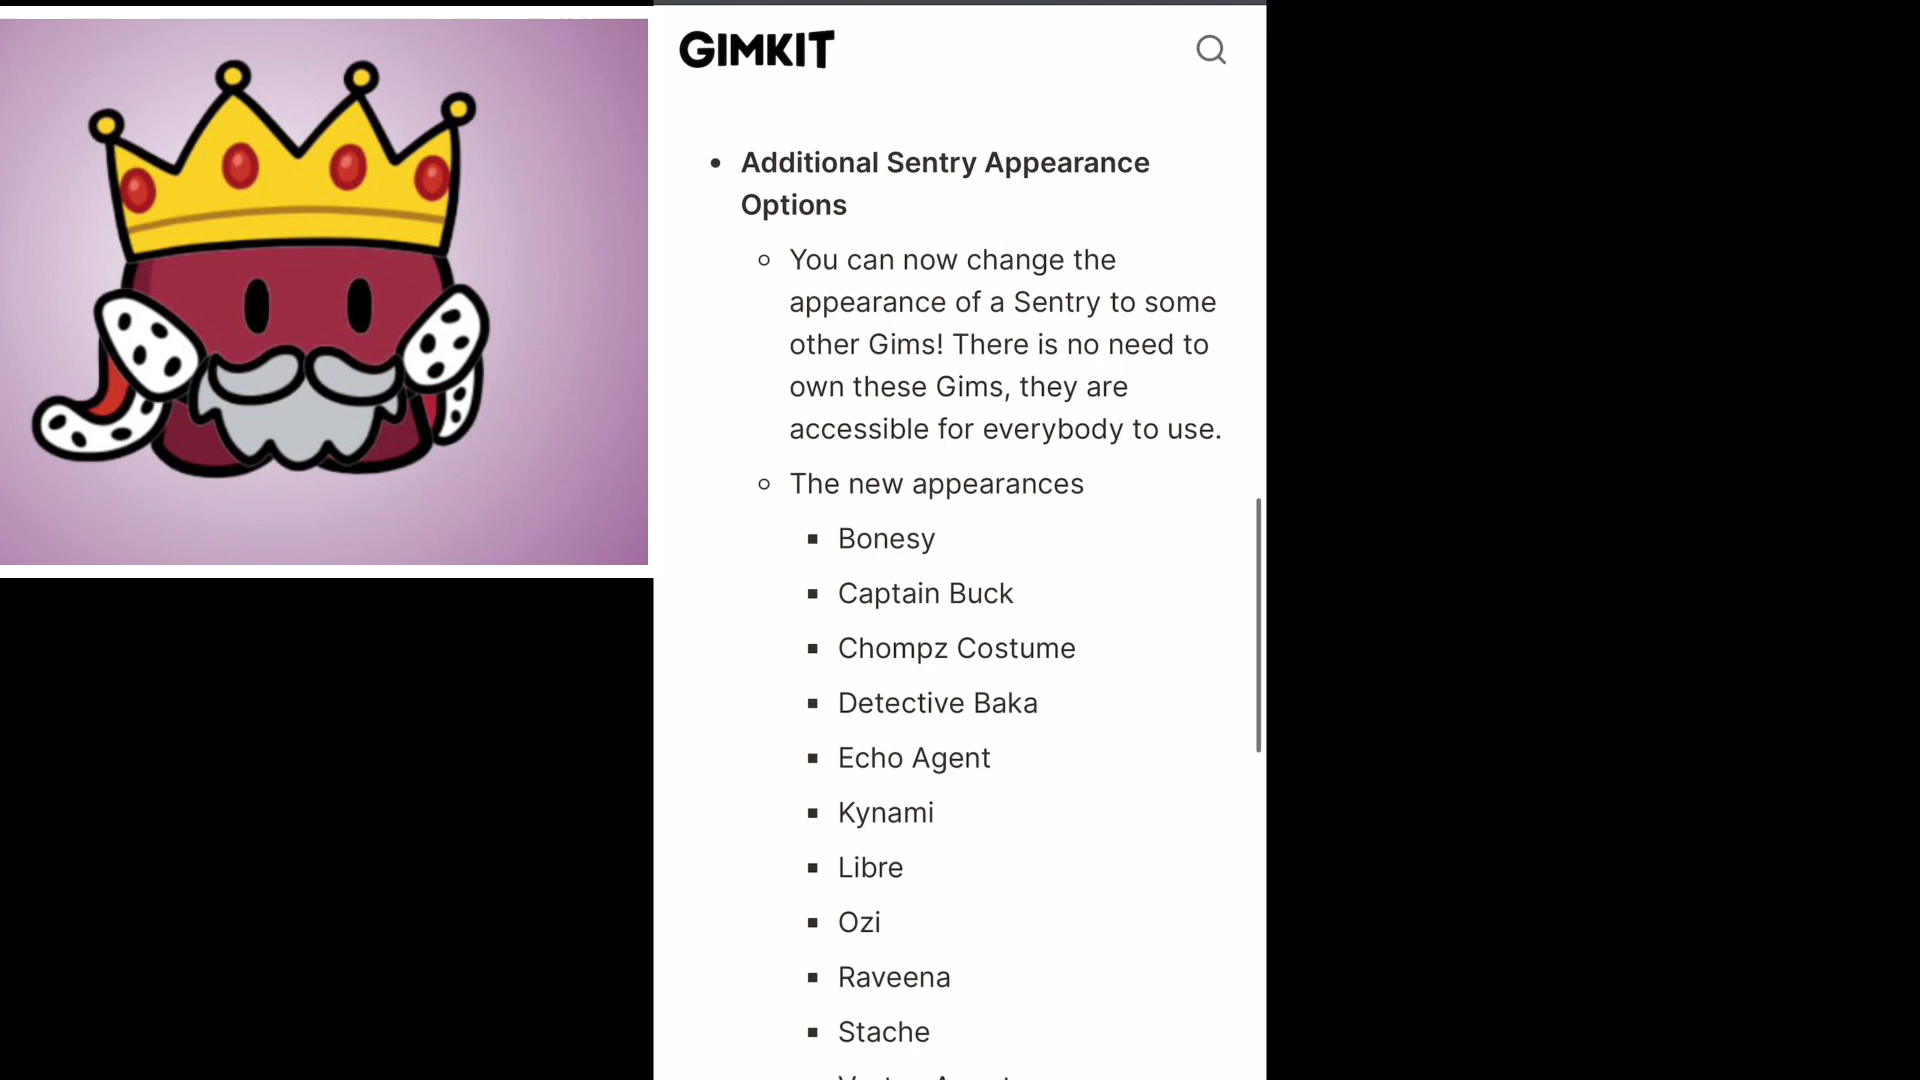 GIMKIT
Additional Sentry Appearance
Options
You can now change the
appearance of a Sentry to some
other Gims! There is no need to
own these Gims, they are
accessible for everybody to use.
The new appearances
Bonesy
Captain Buck
Chompz Costume
Detective Baka
Echo Agent
Kynami
Libre
Ozi
Raveena
Stache